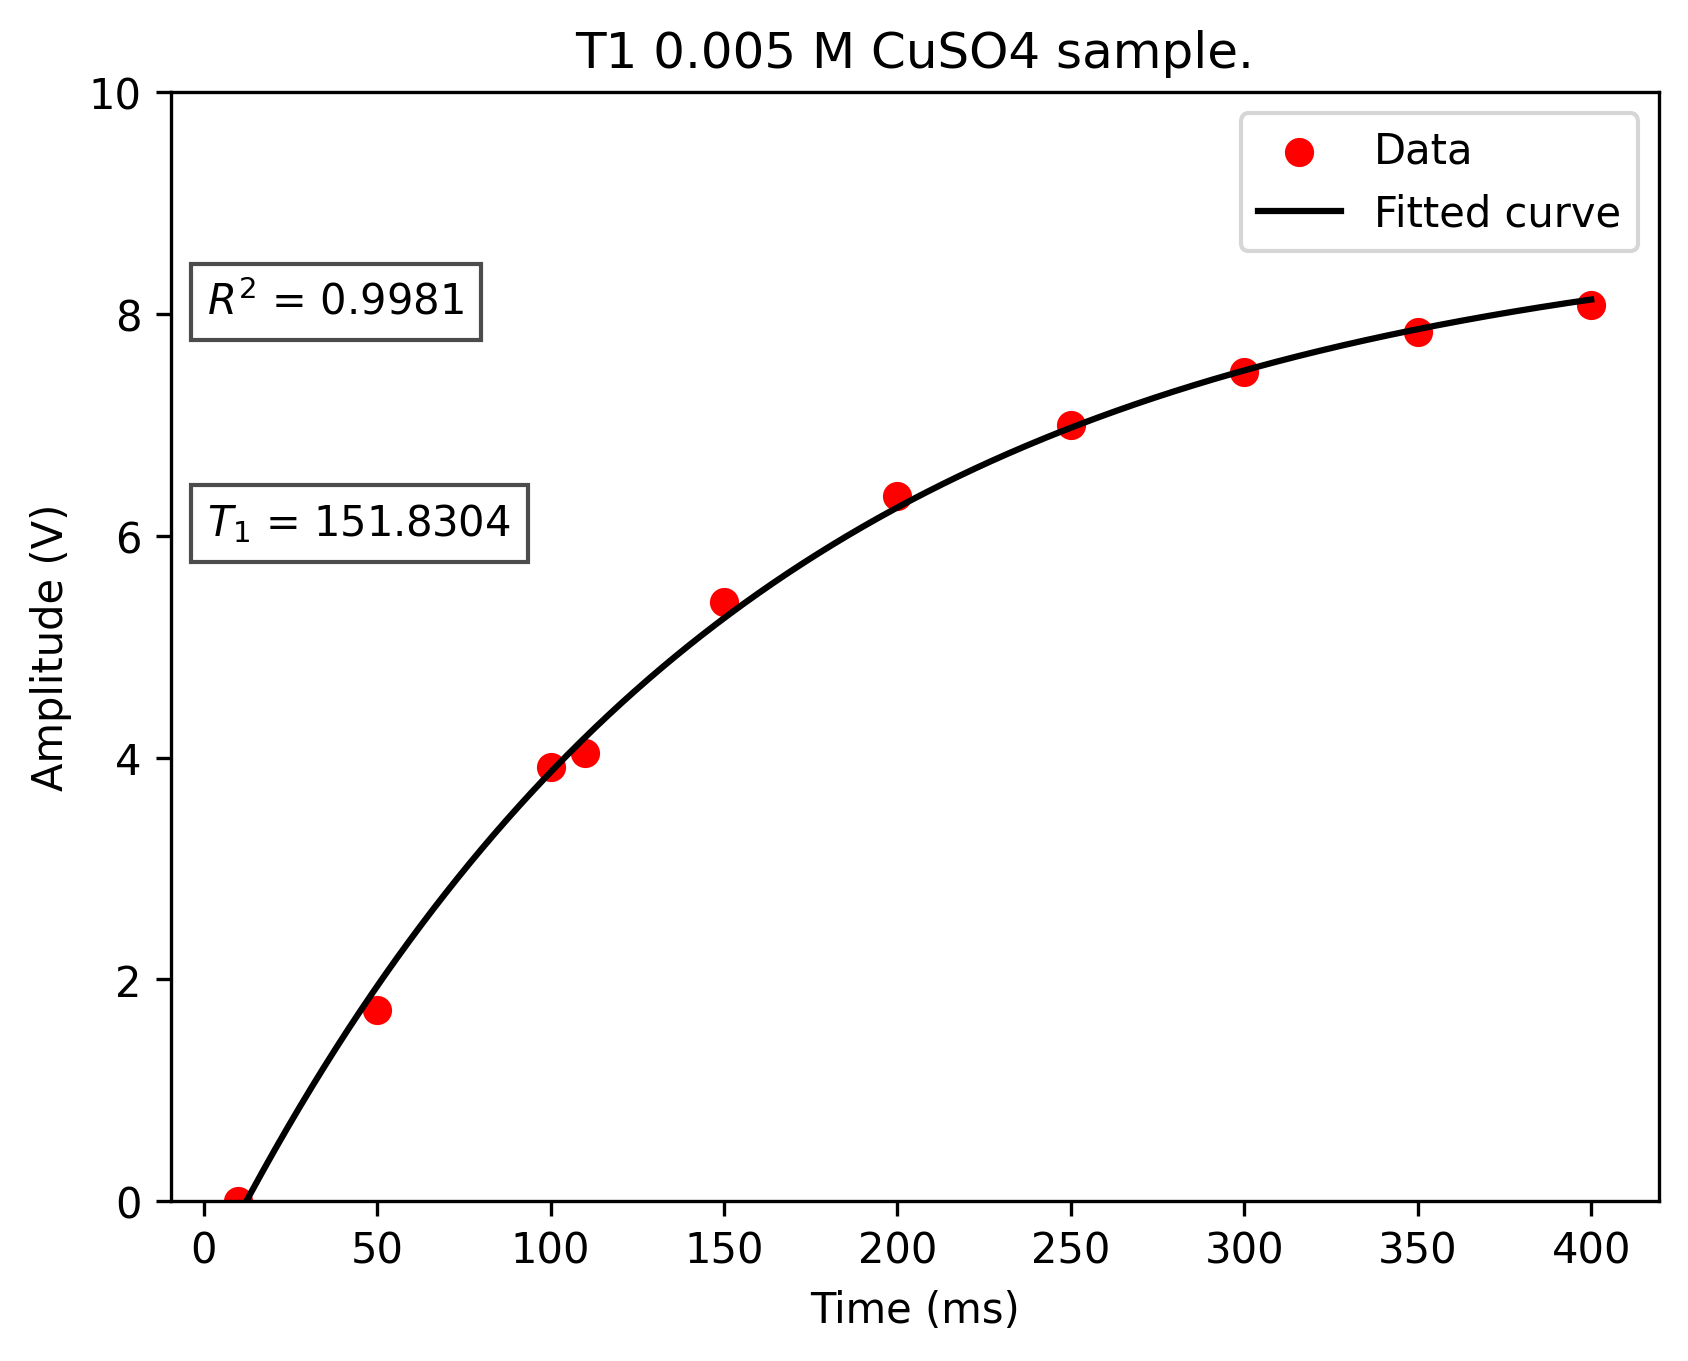 T1 0.005 M CuSO4 sample.
Data
Fitted curve
R² = 0.9981
T₁ = 151.8304
Amplitude (V)
10
8
6
4
2
0
0 50 100 150 200 250 300 350 400
Time (ms)